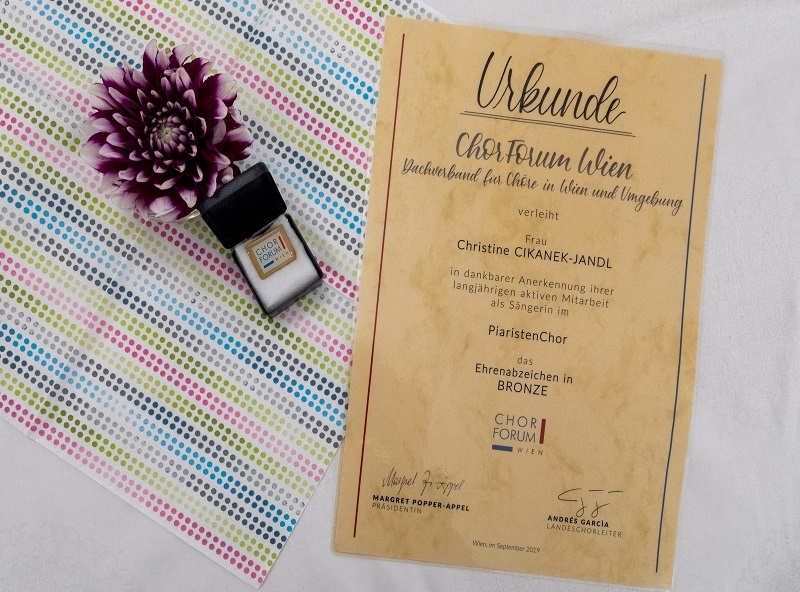 Urkunde
ChorForum Wien
Dachverband für Chöre in Wien und Umgebung
verleiht
Frau
Christine CIKANEK-JANDL
in dankbarer Anerkennung ihrer
langjährigen aktiven Mitarbeit
als Sängerin im
PiaristenChor
das
Ehrenabzeichen in
BRONZE
CHOR
FORUM
WIEN
MARGRET POPPER-APPEL
PRÄSIDENTIN
ANDRÉS GARCÌA
LANDESCHORLEITER
Wien, im September 2019
CHOR
FORUM
WIEN